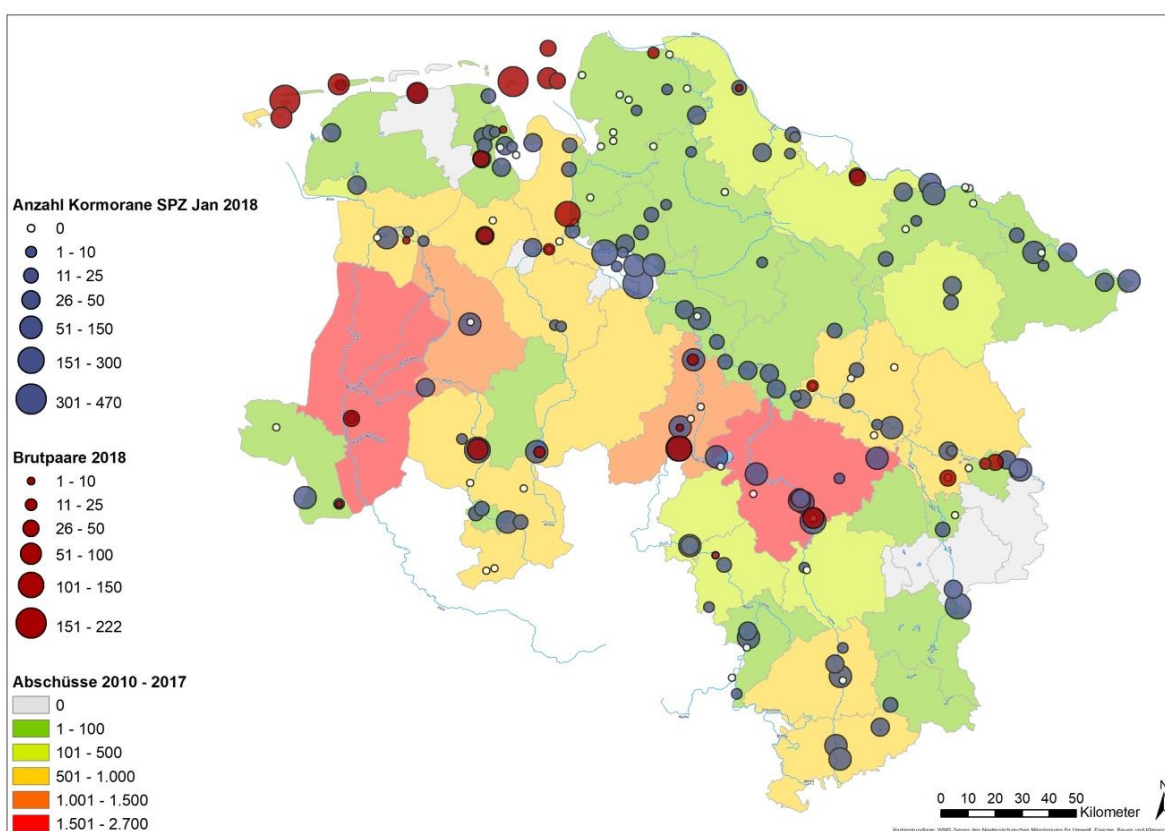 Anzahl Kormorane SPZ Jan 2018
0
1 - 10
11 - 25
26 - 50
51 - 150
151 - 300
301 - 470
Brutpaare 2018
1 - 10
11 - 25
26 - 50
51 - 100
101 - 150
151 - 222
Abschüsse 2010 - 2017
0
1 - 100
101 - 500
501 - 1.000
1.001 - 1.500
1.501 - 2.700
N
0 10 20 30 40 50
Kilometer